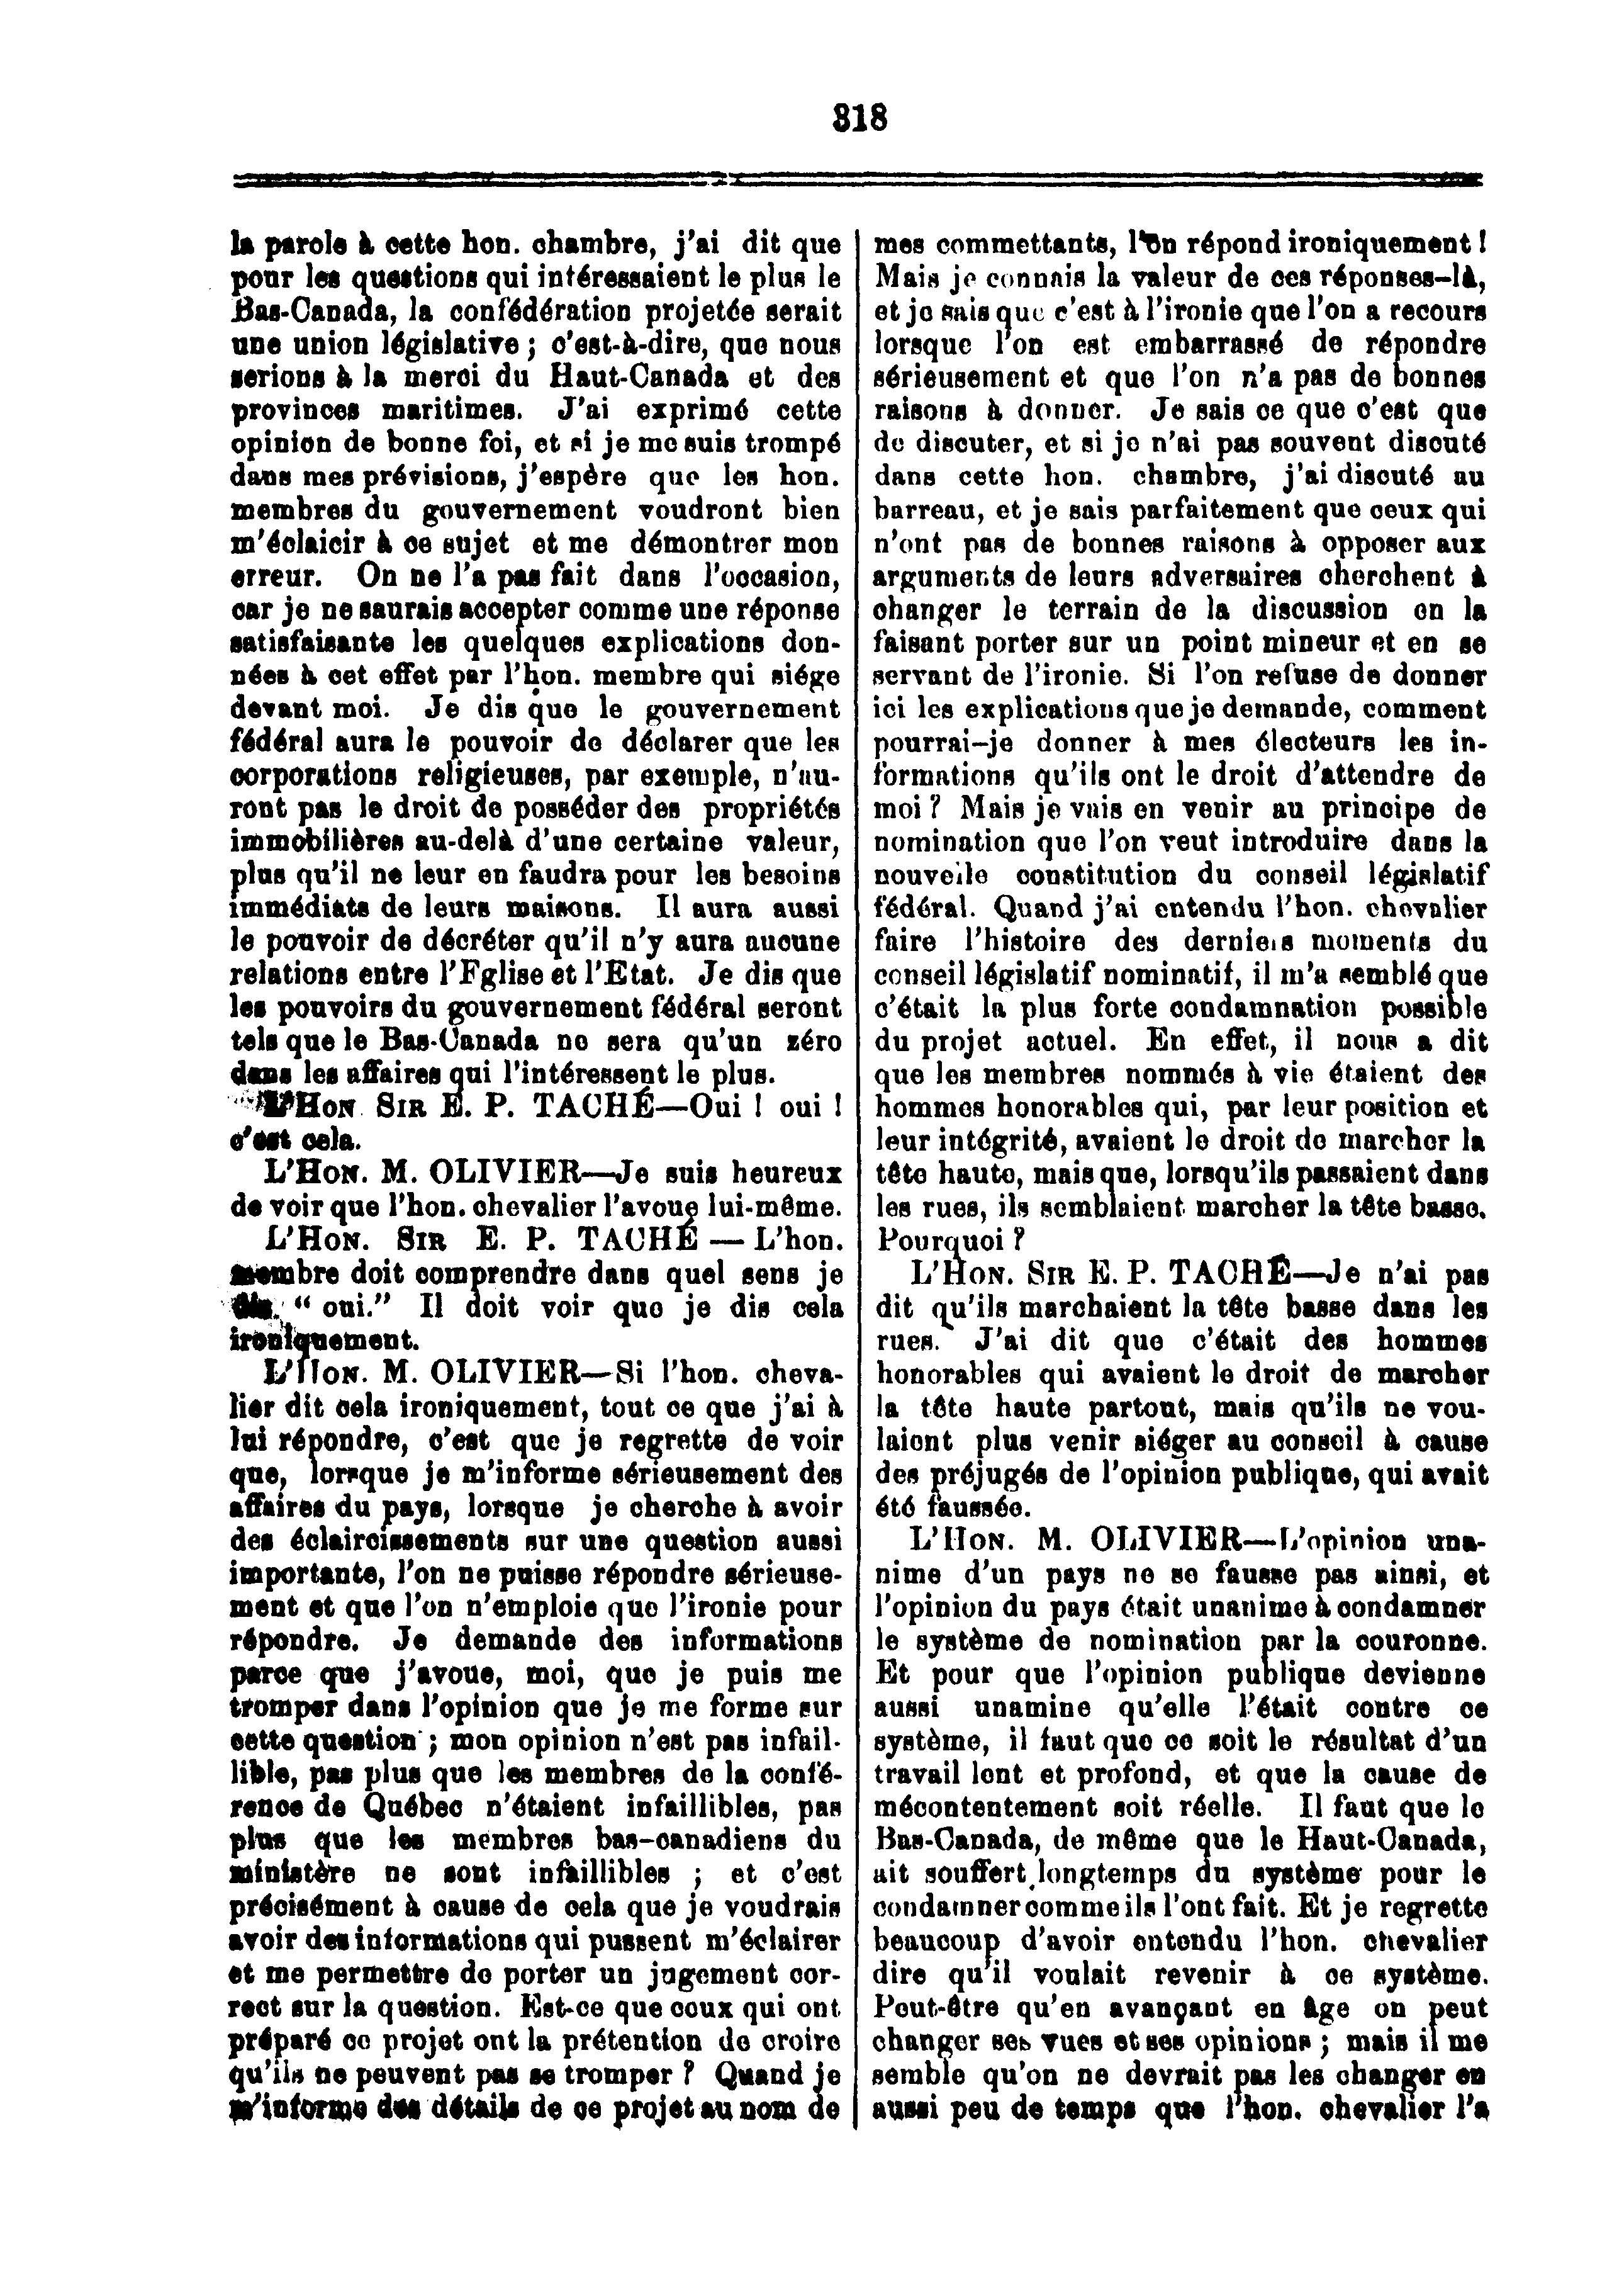 318
la parole à cette hon. chambre, j'ai dit que
pour les questions qui intéressaient le plus le
Bas-Canada, la confédération projetée serait
une union législative ; c'est-à-dire, que nous
serions à la merci du Haut-Canada et des
provinces maritimes. J'ai exprimé cette
opinion de bonne foi, et si je me suis trompé
dans mes prévisions, j'espère que les hon.
membres du gouvernement voudront bien
m'éclaicir à ce sujet et me démontrer mon
erreur. On ne l'a pas fait dans l'occasion,
car je ne saurais accepter comme une réponse
satisfaisante les quelques explications don-
nées à cet effet par l'hon. membre qui siége
devant moi. Je dis que le gouvernement
fédéral aura le pouvoir de déclarer que les
corporations religieuses, par exemple, n'au-
ront pas le droit de posséder des propriétés
immobilières au-delà d'une certaine valeur,
plus qu'il ne leur en faudra pour les besoins
immédiats de leurs maisons. Il aura aussi
le pouvoir de décréter qu'il n'y aura aucune
relations entre l'Eglise et l'Etat. Je dis que
les pouvoirs du gouvernement fédéral seront
tels que le Bas-Canada ne sera qu'un zéro
dans les affaires qui l'intéressent le plus.
L'HON. SIR E. P. TACHÉ—Oui ! oui !
c'est cela.
L'HON. M. OLIVIER—Je suis heureux
de voir que l'hon. chevalier l'avoue lui-même.
L'HON. SIR E. P. TACHÉ — L'hon.
membre doit comprendre dans quel sens je
dis. “ oui.” Il doit voir que je dis cela
ironiquement.
L'HON. M. OLIVIER—Si l'hon. cheva-
lier dit cela ironiquement, tout ce que j'ai à
lui répondre, c'est que je regrette de voir
que, lorsque je m'informe sérieusement des
affaires du pays, lorsque je cherche à avoir
des éclaircissements sur une question aussi
importante, l'on ne puisse répondre sérieuse-
ment et que l'on n'emploie que l'ironie pour
répondre. Je demande des informations
parce que j'avoue, moi, que je puis me
tromper dans l'opinion que je me forme sur
cette question ; mon opinion n'est pas infail-
lible, pas plus que les membres de la confé-
rence de Québec n'étaient infaillibles, pas
plus que les membres bas-canadiens du
ministère ne sont infaillibles ; et c'est
précisément à cause de cela que je voudrais
avoir des informations qui pussent m'éclairer
et me permettre de porter un jugement cor-
rect sur la question. Est-ce que ceux qui ont
préparé ce projet ont la prétention de croire
qu'ils ne peuvent pas se tromper ? Quand je
m'informe des détails de ce projet au nom de
mes commettants, l'on répond ironiquement !
Mais je connais la valeur de ces réponses-là,
et je sais que c'est à l'ironie que l'on a recours
lorsque l'on est embarrassé de répondre
sérieusement et que l'on n'a pas de bonnes
raisons à donner. Je sais ce que c'est que
de discuter, et si je n'ai pas souvent discuté
dans cette hon. chambre, j'ai discuté au
barreau, et je sais parfaitement que ceux qui
n'ont pas de bonnes raisons à opposer aux
arguments de leurs adversaires cherchent à
changer le terrain de la discussion en la
faisant porter sur un point mineur et en se
servant de l'ironie. Si l'on refuse de donner
ici les explications que je demande, comment
pourrai-je donner à mes électeurs les in-
formations qu'ils ont le droit d'attendre de
moi ? Mais je vais en venir au principe de
nomination que l'on veut introduire dans la
nouvelle constitution du conseil législatif
fédéral. Quand j'ai entendu l'hon. chevalier
faire l'histoire des derniers moments du
conseil législatif nominatif, il m'a semblé que
c'était la plus forte condamnation possible
du projet actuel. En effet, il nous a dit
que les membres nommés à vie étaient des
hommes honorables qui, par leur position et
leur intégrité, avaient le droit de marcher la
tête haute, mais que, lorsqu'ils passaient dans
les rues, ils semblaient marcher la tête basse.
Pourquoi ?
L'HON. SIR E. P. TACHÉ—Je n'ai pas
dit qu'ils marchaient la tête basse dans les
rues. J'ai dit que c'était des hommes
honorables qui avaient le droit de marcher
la tête haute partout, mais qu'ils ne vou-
laient plus venir siéger au conseil à cause
des préjugés de l'opinion publique, qui avait
été faussée.
L'HON. M. OLIVIER—L'opinion una-
nime d'un pays ne se fausse pas ainsi, et
l'opinion du pays était unanime à condamner
le système de nomination par la couronne.
Et pour que l'opinion publique devienne
aussi unamine qu'elle l'était contre ce
système, il faut que ce soit le résultat d'un
travail lent et profond, et que la cause de
mécontentement soit réelle. Il faut que le
Bas-Canada, de même que le Haut-Canada,
ait souffert longtemps du système pour le
condamner comme ils l'ont fait. Et je regrette
beaucoup d'avoir entendu l'hon. chevalier
dire qu'il voulait revenir à ce système.
Peut-être qu'en avançant en âge on peut
changer ses vues et ses opinions ; mais il me
semble qu'on ne devrait pas les changer en
aussi peu de temps que l'hon. chevalier l'a